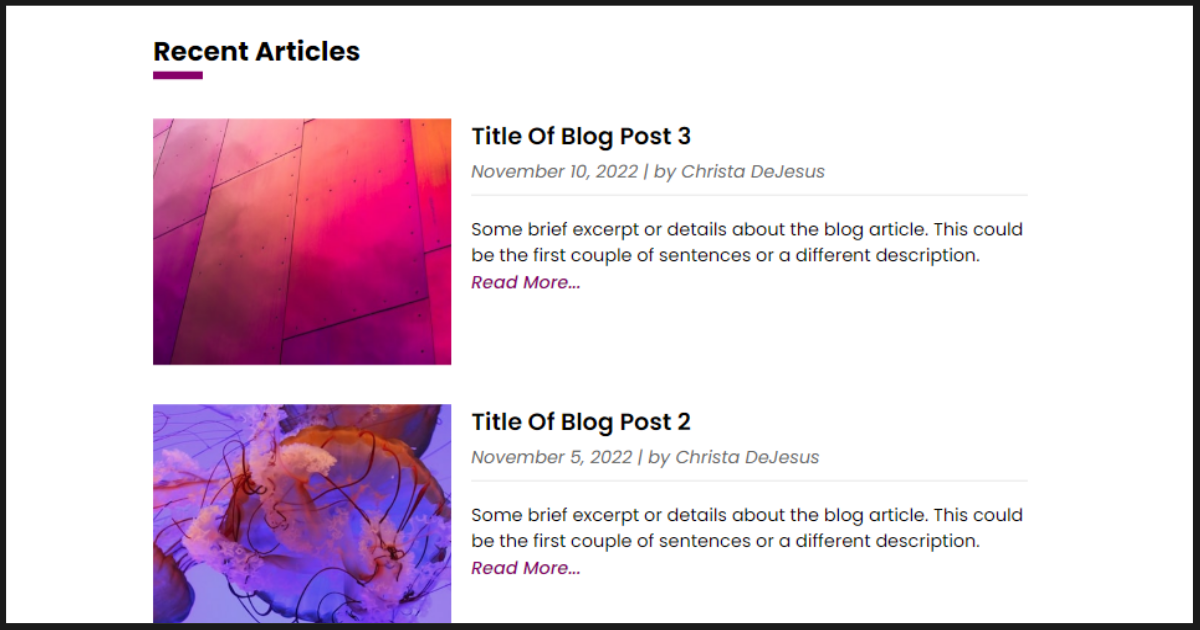 Recent Articles
Title Of Blog Post 3
November 10, 2022 | by Christa DeJesus
Some brief excerpt or details about the blog article. This could
be the first couple of sentences or a different description.
Read More...
Title Of Blog Post 2
November 5, 2022 | by Christa DeJesus
Some brief excerpt or details about the blog article. This could
be the first couple of sentences or a different description.
Read More...